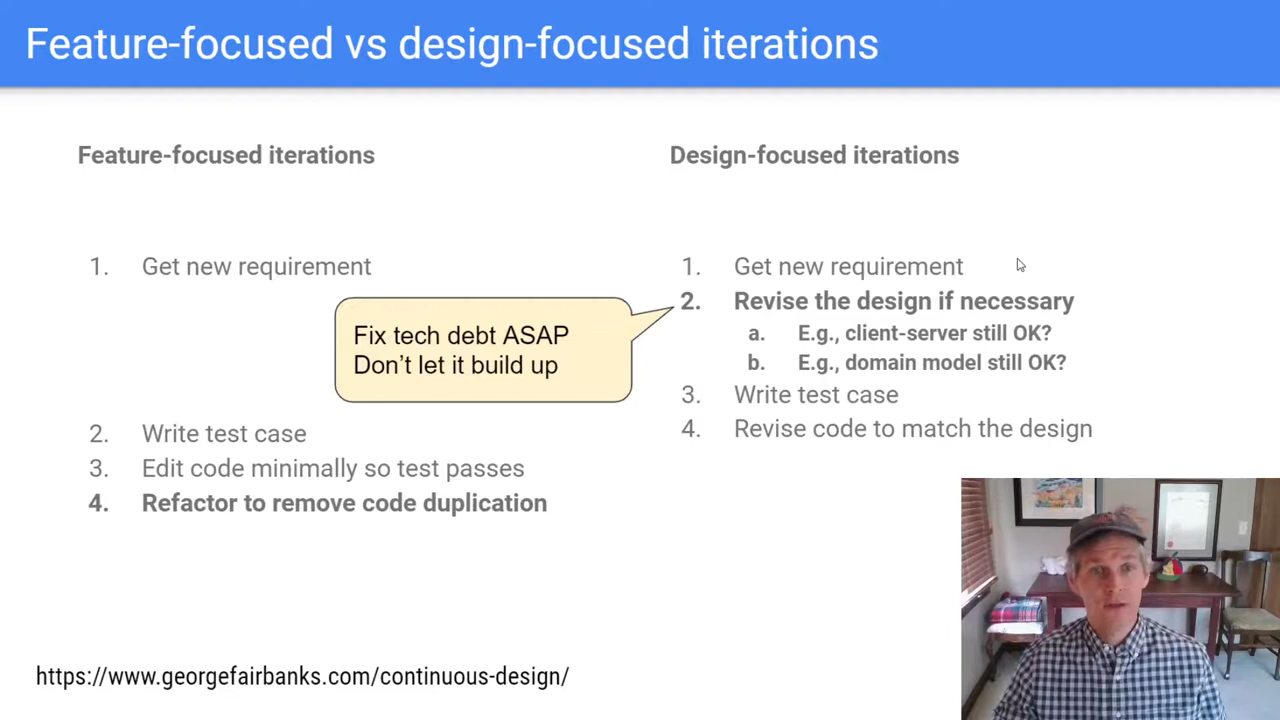 Feature-focused vs design-focused iterations
Feature-focused iterations
1. Get new requirement
2. Write test case
3. Edit code minimally so test passes
4. Refactor to remove code duplication
Design-focused iterations
1. Get new requirement
2. Revise the design if necessary
a. E.g., client-server still OK?
b. E.g., domain model still OK?
3. Write test case
4. Revise code to match the design
Fix tech debt ASAP
Don't let it build up
https://www.georgefairbanks.com/continuous-design/